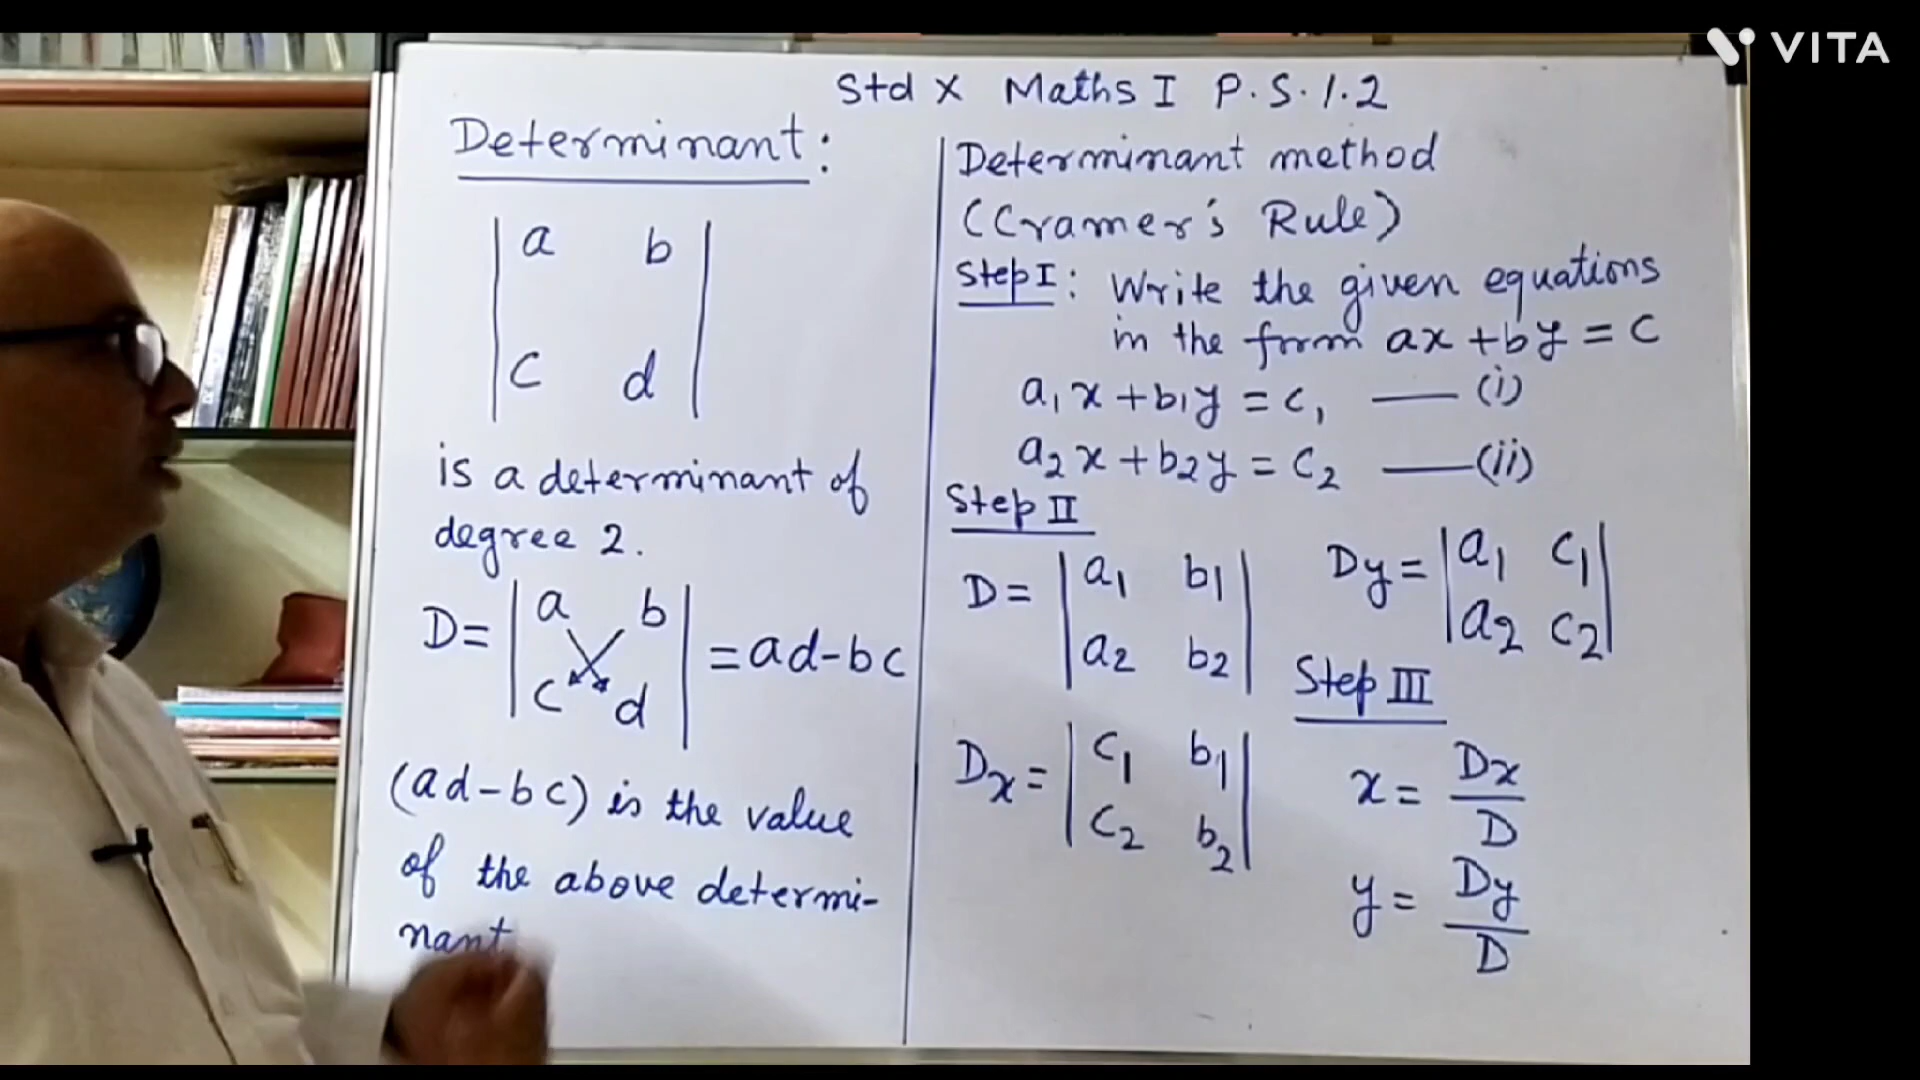 VITA
Std X Maths I P.S.1.2
Determinant:
a b
c d
is a determinant of
degree 2.
D= | a b | = ad-bc
| c d |
(ad-bc) is the value
of the above determi-
nant
Determinant method
(Cramer's Rule)
Step I: Write the given equations
in the form ax+by=c
a₁x+b₁y=c₁ —— (i)
a₂x+b₂y=c₂ —— (ii)
Step II
D= | a₁ b₁ |
| a₂ b₂ |
Dx= | c₁ b₁ |
| c₂ b₂ |
Dy= | a₁ c₁ |
| a₂ c₂ |
Step III
x= Dx/D
y= Dy/D